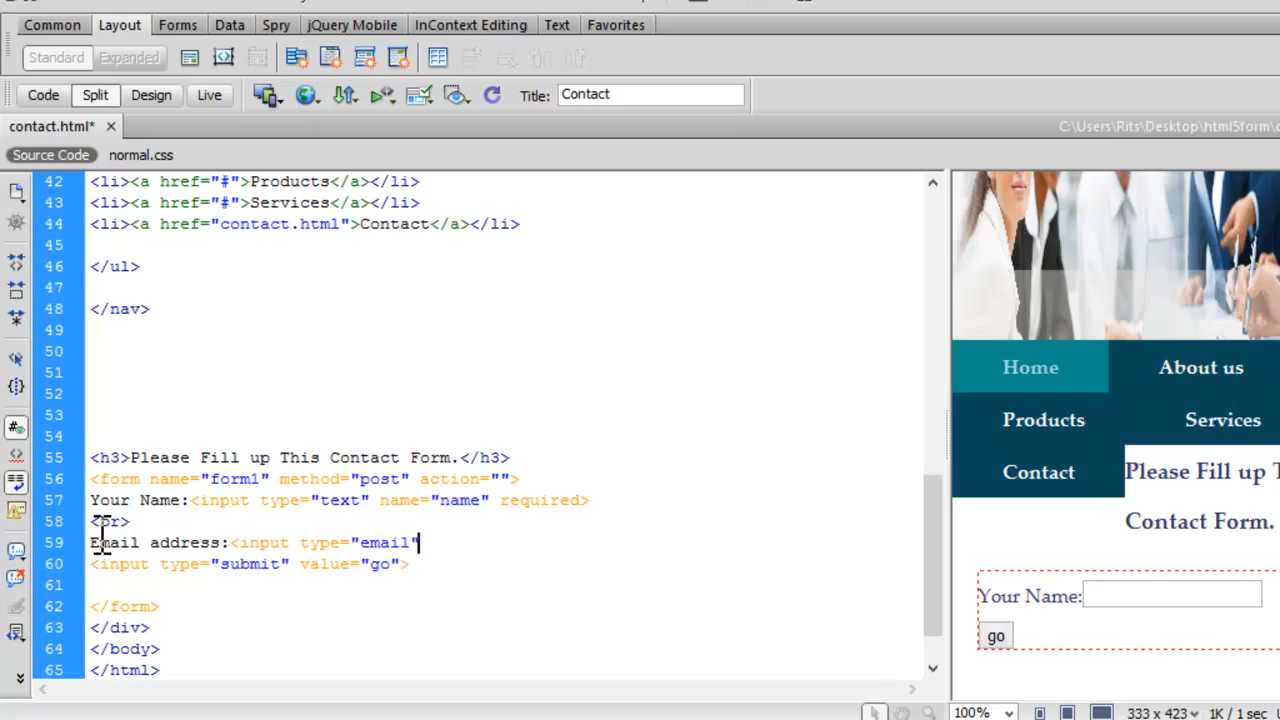 Common Layout Forms Data Spry jQuery Mobile InContext Editing Text Favorites
Standard Expanded
Code Split Design Live Title: Contact
contact.html* C:\Users\Rits\Desktop\html5form\
Source Code normal.css
42 <li><a href="#">Products</a></li>
43 <li><a href="#">Services</a></li>
44 <li><a href="contact.html">Contact</a></li>
45
46 </ul>
47
48 </nav>
49
50
51
52
53
54
55 <h3>Please Fill up This Contact Form.</h3>
56 <form name="form1" method="post" action="">
57 Your Name:<input type="text" name="name" required>
58 <br>
59 Email address:<input type="email"
60 <input type="submit" value="go">
61
62 </form>
63 </div>
64 </body>
65 </html>
Home About us
Products Services
Contact Please Fill up T
Contact Form.
Your Name:
go
100% 333 x 423 1K / 1 sec